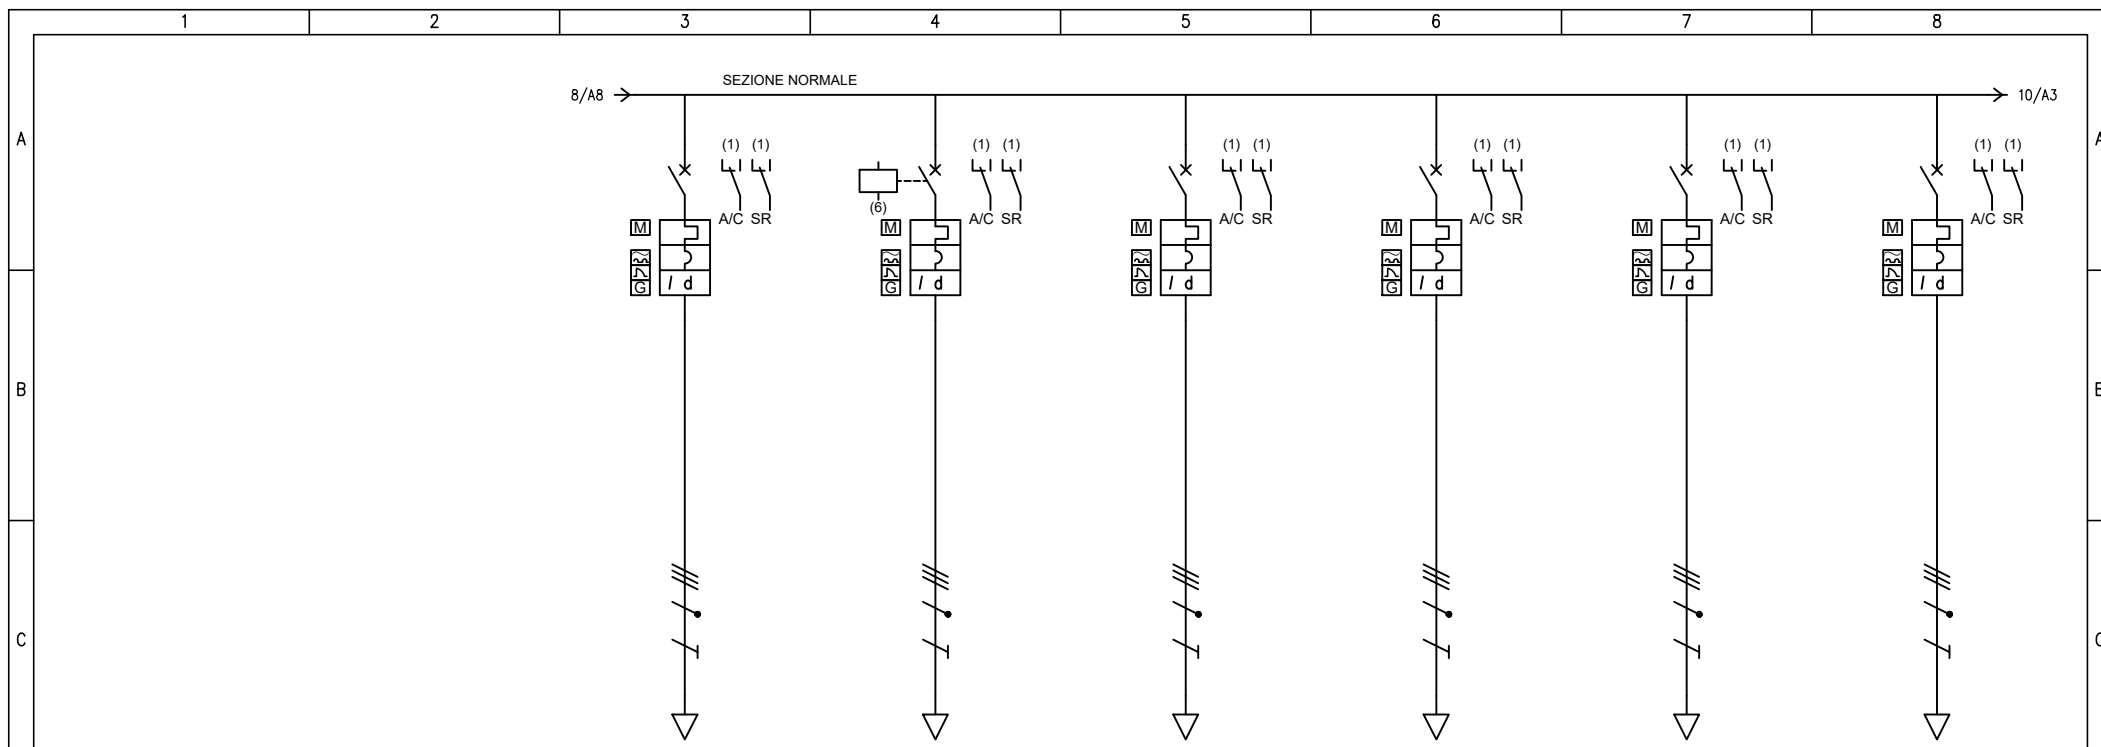 1 2 3 4 5 6 7 8
SEZIONE NORMALE
8/A8 10/A3
A A
(1) (1) (1) (1) (1) (1) (1) (1) (1) (1) (1) (1)
(6)
A/C SR A/C SR A/C SR A/C SR A/C SR A/C SR
M M M M M M
G I d G I d G I d G I d G I d G I d
B B
C C